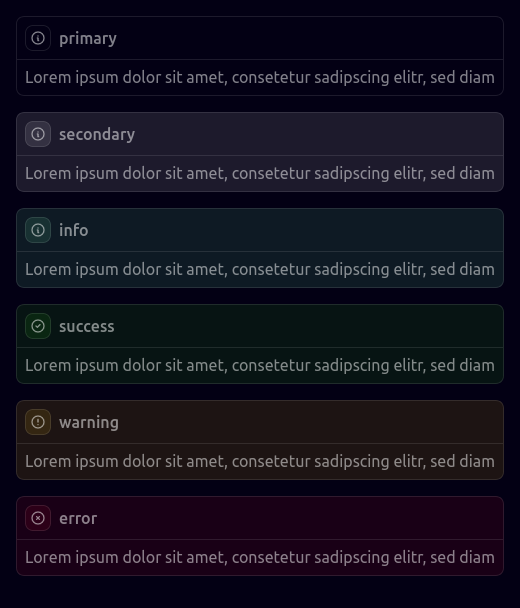 primary
Lorem ipsum dolor sit amet, consetetur sadipscing elitr, sed diam
secondary
Lorem ipsum dolor sit amet, consetetur sadipscing elitr, sed diam
info
Lorem ipsum dolor sit amet, consetetur sadipscing elitr, sed diam
success
Lorem ipsum dolor sit amet, consetetur sadipscing elitr, sed diam
warning
Lorem ipsum dolor sit amet, consetetur sadipscing elitr, sed diam
error
Lorem ipsum dolor sit amet, consetetur sadipscing elitr, sed diam